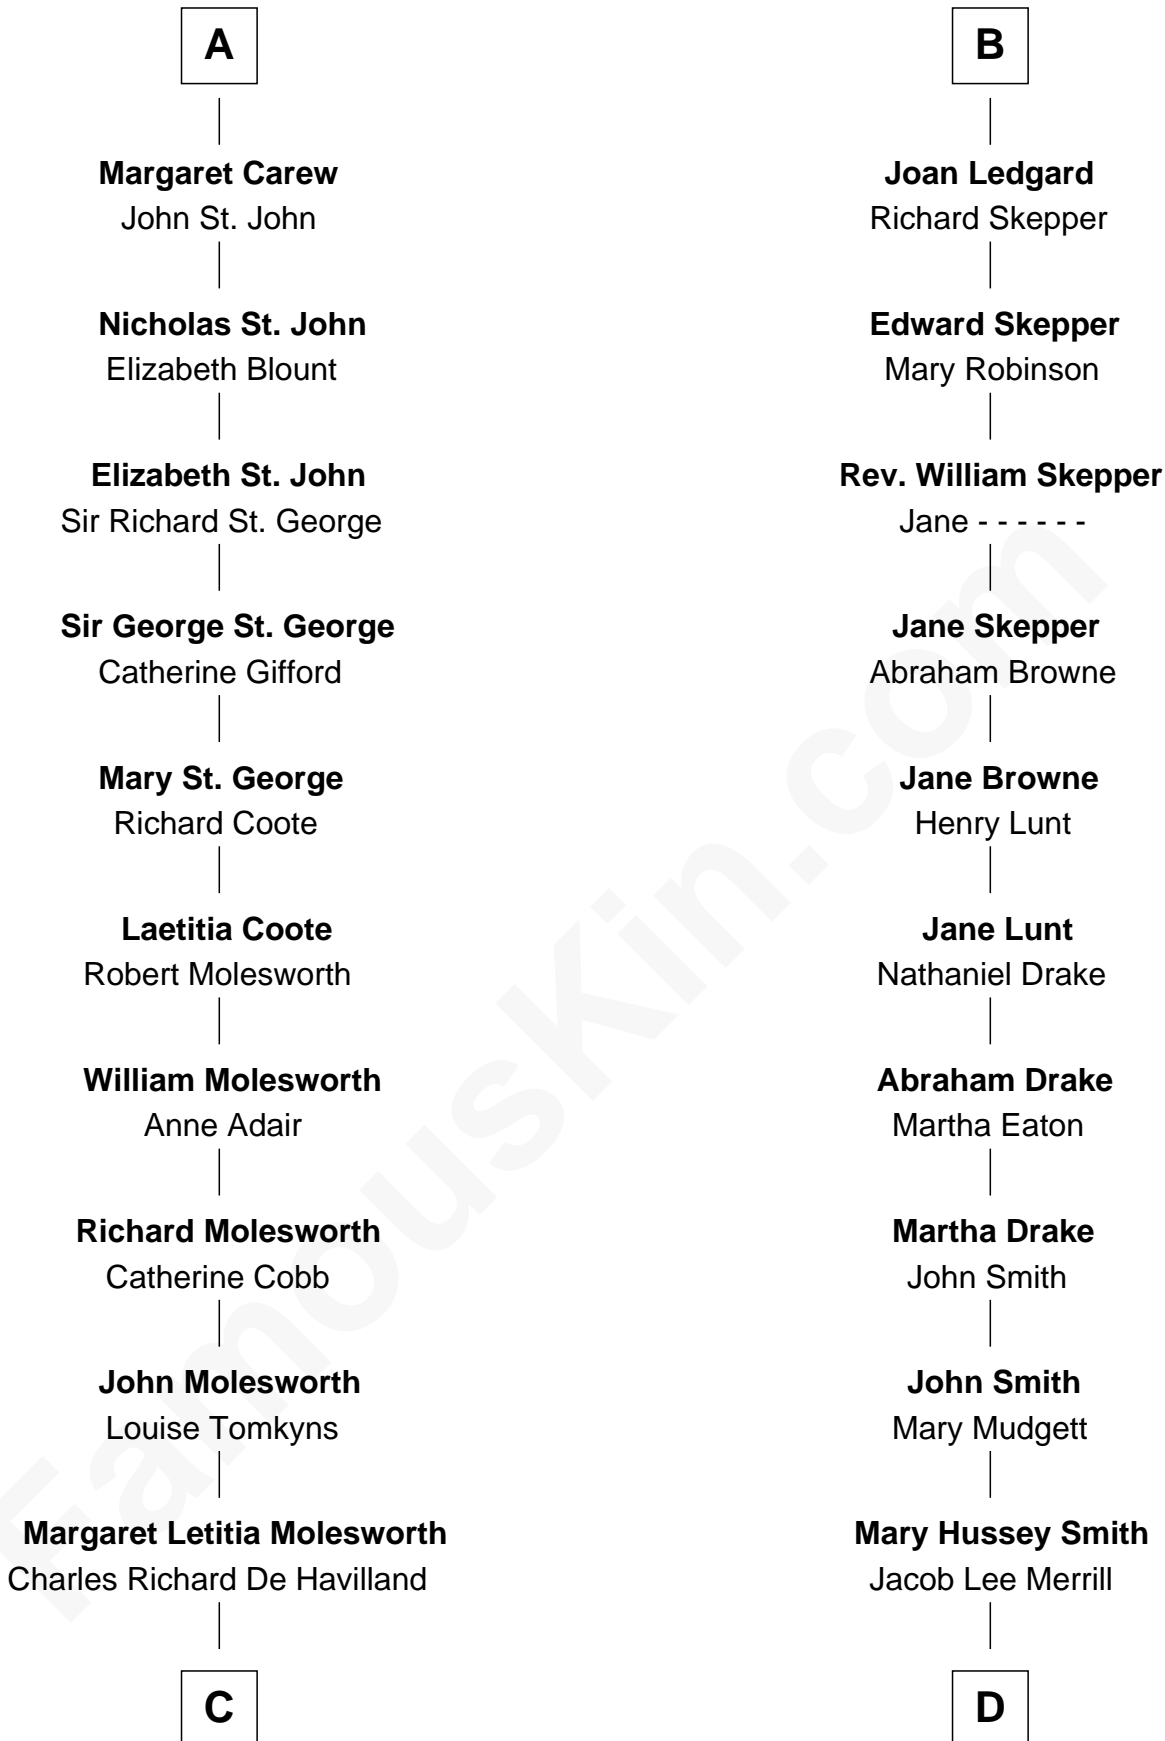 A
Margaret Carew
John St. John
Nicholas St. John
Elizabeth Blount
Elizabeth St. John
Sir Richard St. George
Sir George St. George
Catherine Gifford
Mary St. George
Richard Coote
Laetitia Coote
Robert Molesworth
William Molesworth
Anne Adair
Richard Molesworth
Catherine Cobb
John Molesworth
Louise Tomkyns
Margaret Letitia Molesworth
Charles Richard De Havilland
C
B
Joan Ledgard
Richard Skepper
Edward Skepper
Mary Robinson
Rev. William Skepper
Jane - - - - - -
Jane Skepper
Abraham Browne
Jane Browne
Henry Lunt
Jane Lunt
Nathaniel Drake
Abraham Drake
Martha Eaton
Martha Drake
John Smith
John Smith
Mary Mudgett
Mary Hussey Smith
Jacob Lee Merrill
D
FamousKin.com